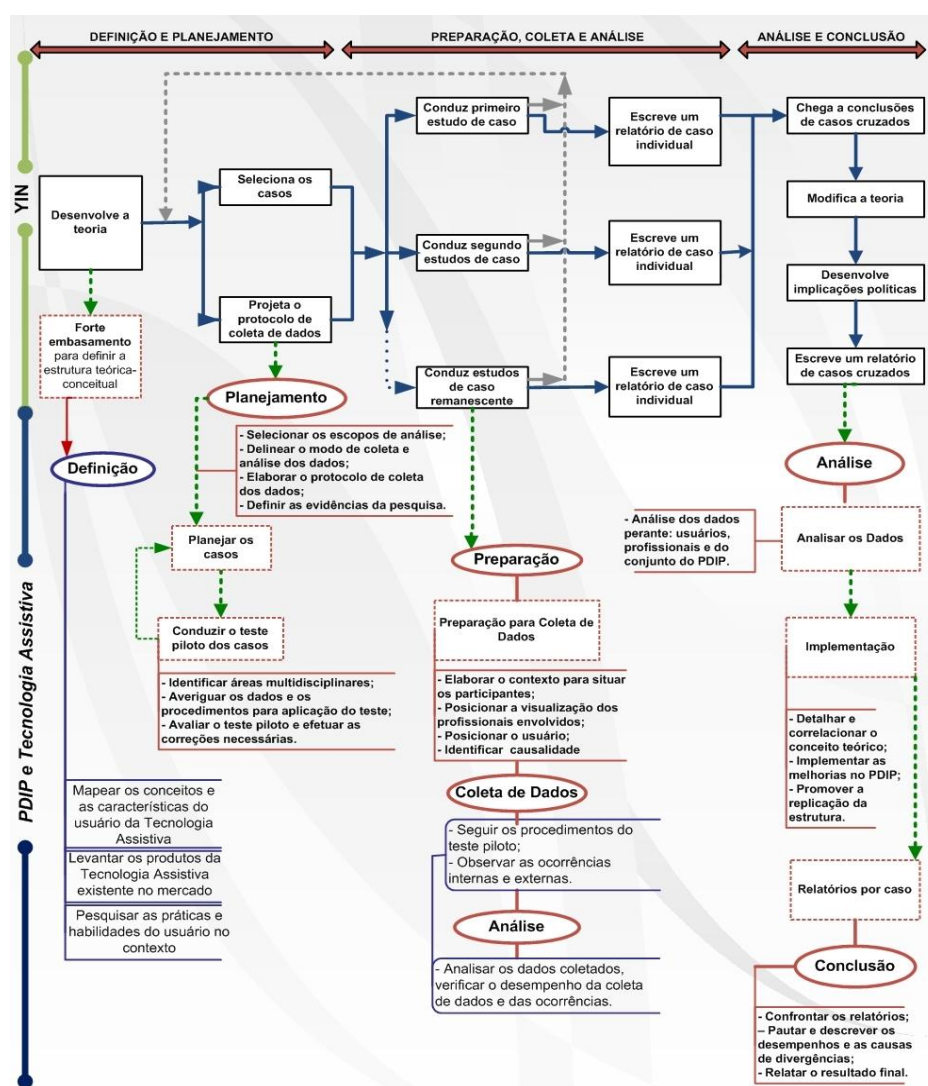 DEFINIÇÃO E PLANEJAMENTO
PREPARAÇÃO, COLETA E ANÁLISE
ANÁLISE E CONCLUSÃO
YIN
Desenvolve a
teoria
Seleciona os
casos
Projeta o
protocolo de
coleta de dados
Conduz primeiro
estudo de caso
Conduz segundo
estudos de caso
Conduz estudos
de caso
remanescente
Escreve um
relatório de caso
individual
Escreve um
relatório de caso
individual
Escreve um
relatório de caso
individual
Chega a conclusões
de casos cruzados
Modifica a teoria
Desenvolve
implicações políticas
Escreve um relatório
de casos cruzados
PDIP e Tecnologia Assistiva
Forte
embasamento
para definir a
estrutura teórica-
conceitual
Definição
Mapear os conceitos e
as características do
usuário da Tecnologia
Assistiva
Levantar os produtos da
Tecnologia Assistiva
existente no mercado
Pesquisar as práticas e
habilidades do usuário no
contexto
Planejamento
- Selecionar os escopos de análise;
- Delinear o modo de coleta e
análise dos dados;
- Elaborar o protocolo de coleta
dos dados;
- Definir as evidências da pesquisa.
Planejar os
casos
Conduzir o teste
piloto dos casos
- Identificar áreas multidisciplinares;
- Averiguar os dados e os
procedimentos para aplicação do teste;
- Avaliar o teste piloto e efetuar as
correções necessárias.
Preparação
Preparação para Coleta de
Dados
- Elaborar o contexto para situar
os participantes;
- Posicionar a visualização dos
profissionais envolvidos;
- Posicionar o usuário;
- Identificar causalidade
Coleta de Dados
- Seguir os procedimentos do
teste piloto;
- Observar as ocorrências
internas e externas.
Análise
- Analisar os dados coletados,
verificar o desempenho da coleta
de dados e das ocorrências.
Análise
- Análise dos dados
perante: usuários,
profissionais e do
conjunto do PDIP.
Analisar os Dados
Implementação
- Detalhar e
correlacionar o
conceito teórico;
- Implementar as
melhorias no PDIP;
- Promover a
replicação da
estrutura.
Relatórios por caso
Conclusão
- Confrontar os relatórios;
– Pautar e descrever os
desempenhos e as causas
de divergências;
- Relatar o resultado final.